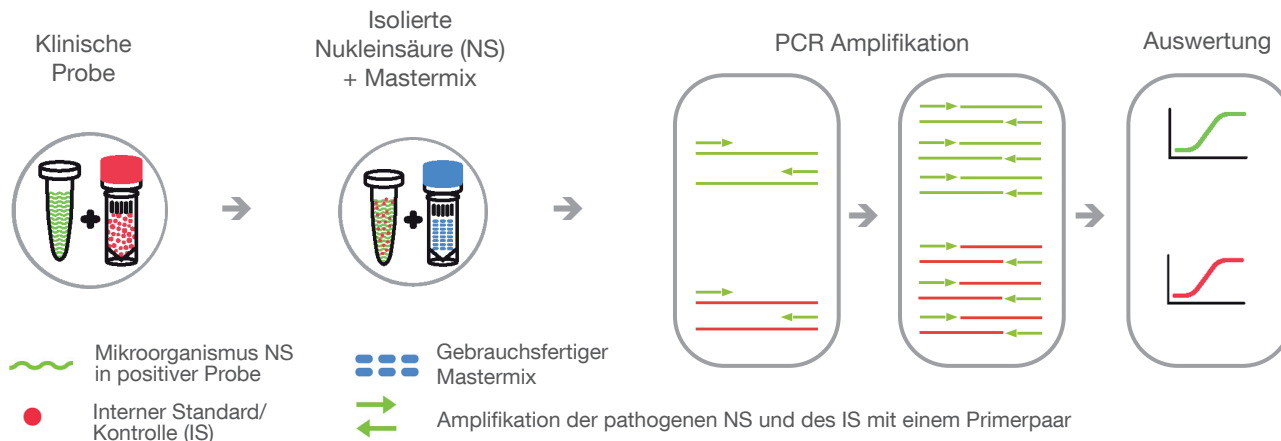 Klinische
Probe
Isolierte
Nukleinsäure (NS)
+ Mastermix
PCR Amplifikation
Auswertung
Mikroorganismus NS
in positiver Probe
Interner Standard/
Kontrolle (IS)
Gebrauchsfertiger
Mastermix
Amplifikation der pathogenen NS und des IS mit einem Primerpaar